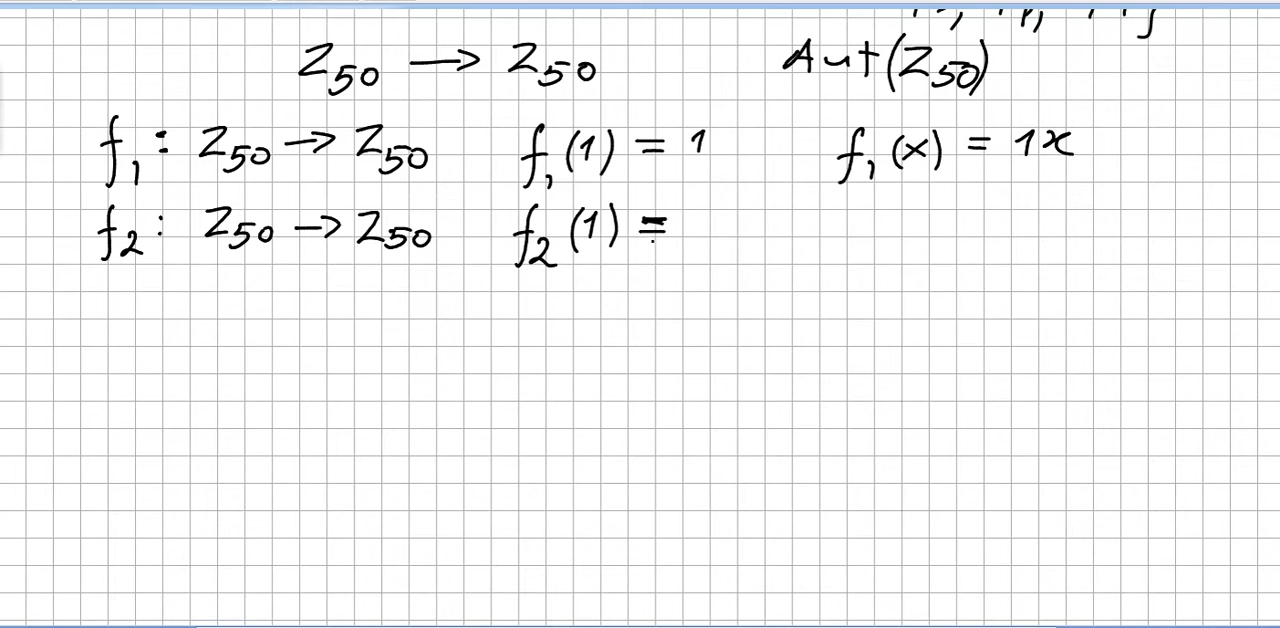 Z50 → Z50 Aut(Z50)
f1 : Z50 → Z50 f1(1) = 1 f1(x) = 1x
f2 : Z50 → Z50 f2(1) =